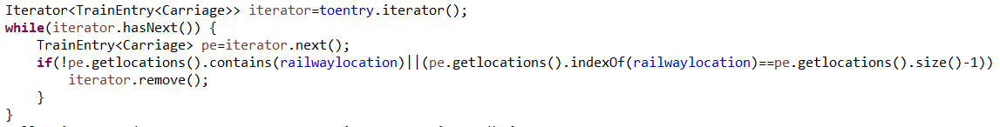 Iterator<TrainEntry<Carriage>> iterator=toentry.iterator();
while(iterator.hasNext()) {
    TrainEntry<Carriage> pe=iterator.next();
    if(!pe.getlocations().contains(railwaylocation)||(pe.getlocations().indexOf(railwaylocation)==pe.getlocations().size()-1))
        iterator.remove();
    }
}